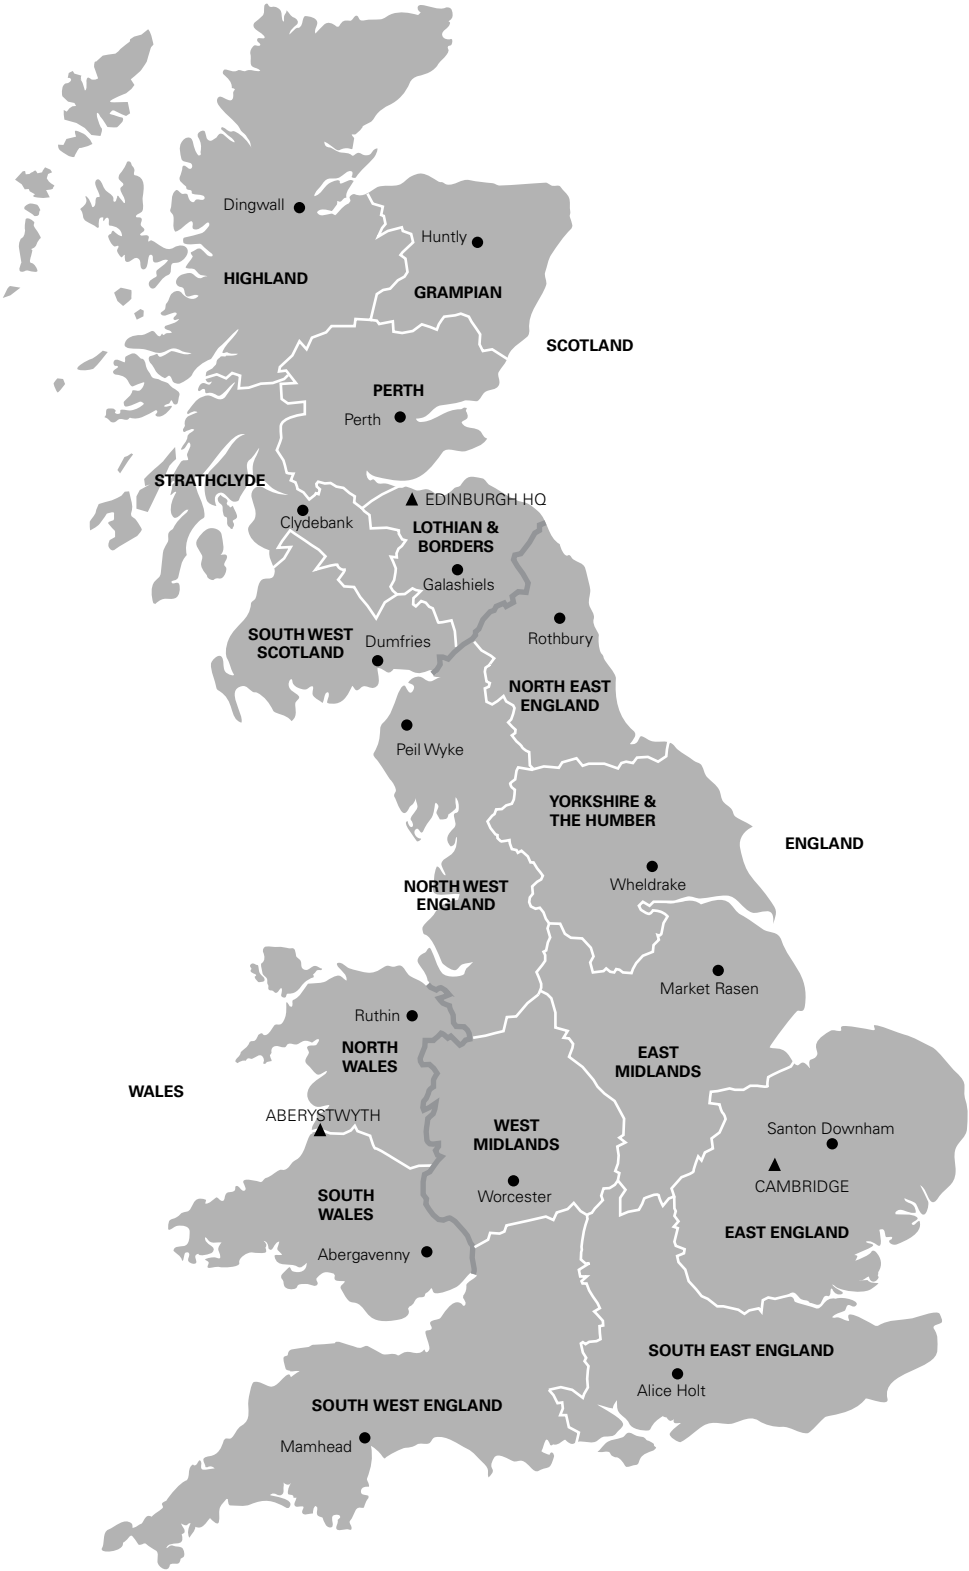 Dingwall
Huntly
HIGHLAND
GRAMPIAN
SCOTLAND
PERTH
Perth
STRATHCLYDE
EDINBURGH HQ
Clydebank
LOTHIAN &
BORDERS
Galashiels
SOUTH WEST
SCOTLAND
Dumfries
Rothbury
NORTH EAST
ENGLAND
Peil Wyke
YORKSHIRE &
THE HUMBER
ENGLAND
Wheldrake
NORTH WEST
ENGLAND
Market Rasen
Ruthin
NORTH
WALES
EAST
MIDLANDS
WALES
ABERYSTWYTH
WEST
MIDLANDS
Santon Downham
CAMBRIDGE
Worcester
SOUTH
WALES
EAST ENGLAND
Abergavenny
SOUTH EAST ENGLAND
Alice Holt
SOUTH WEST ENGLAND
Mamhead